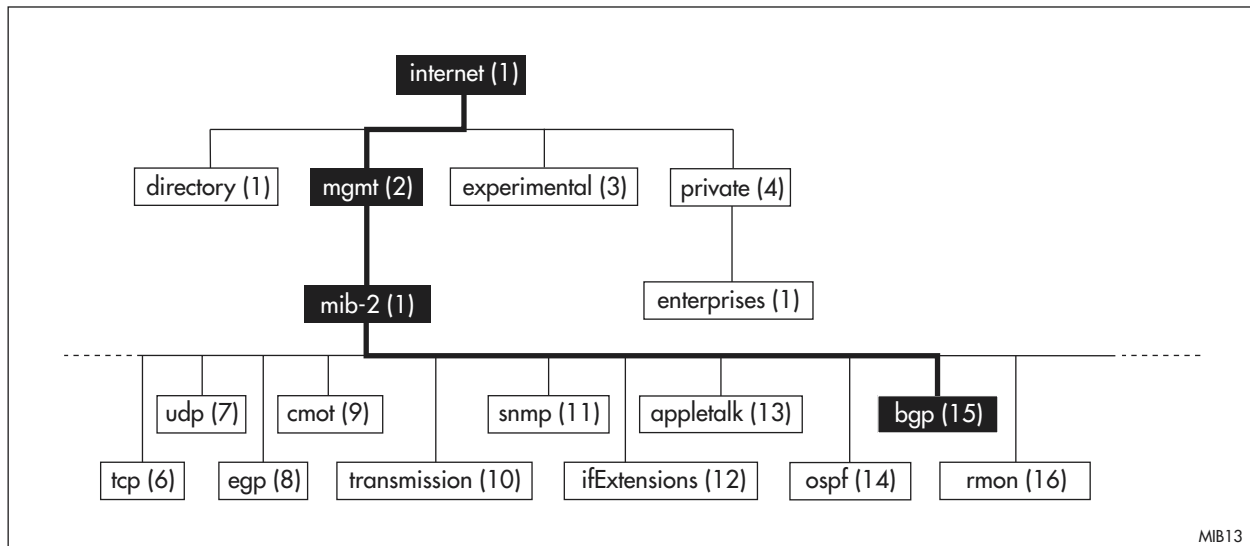 internet (1)
directory (1) mgmt (2) experimental (3) private (4)
mib-2 (1) enterprises (1)
udp (7) cmot (9) snmp (11) appletalk (13) bgp (15)
tcp (6) egp (8) transmission (10) ifExtensions (12) ospf (14) rmon (16)
MIB13